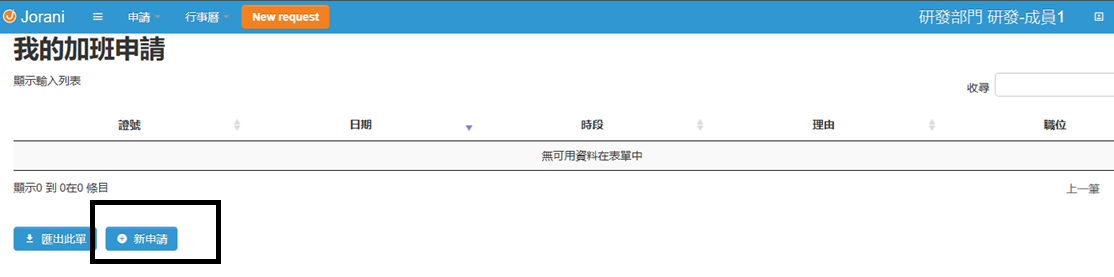 Jorani 申請 行事曆 New request 研發部門 研發-成員1
我的加班申請
顯示輸入列表
收尋
證號 日期 時段 理由 職位
無可用資料在表單中
顯示0 到 0在0 條目
上一筆
匯出此單 新申請